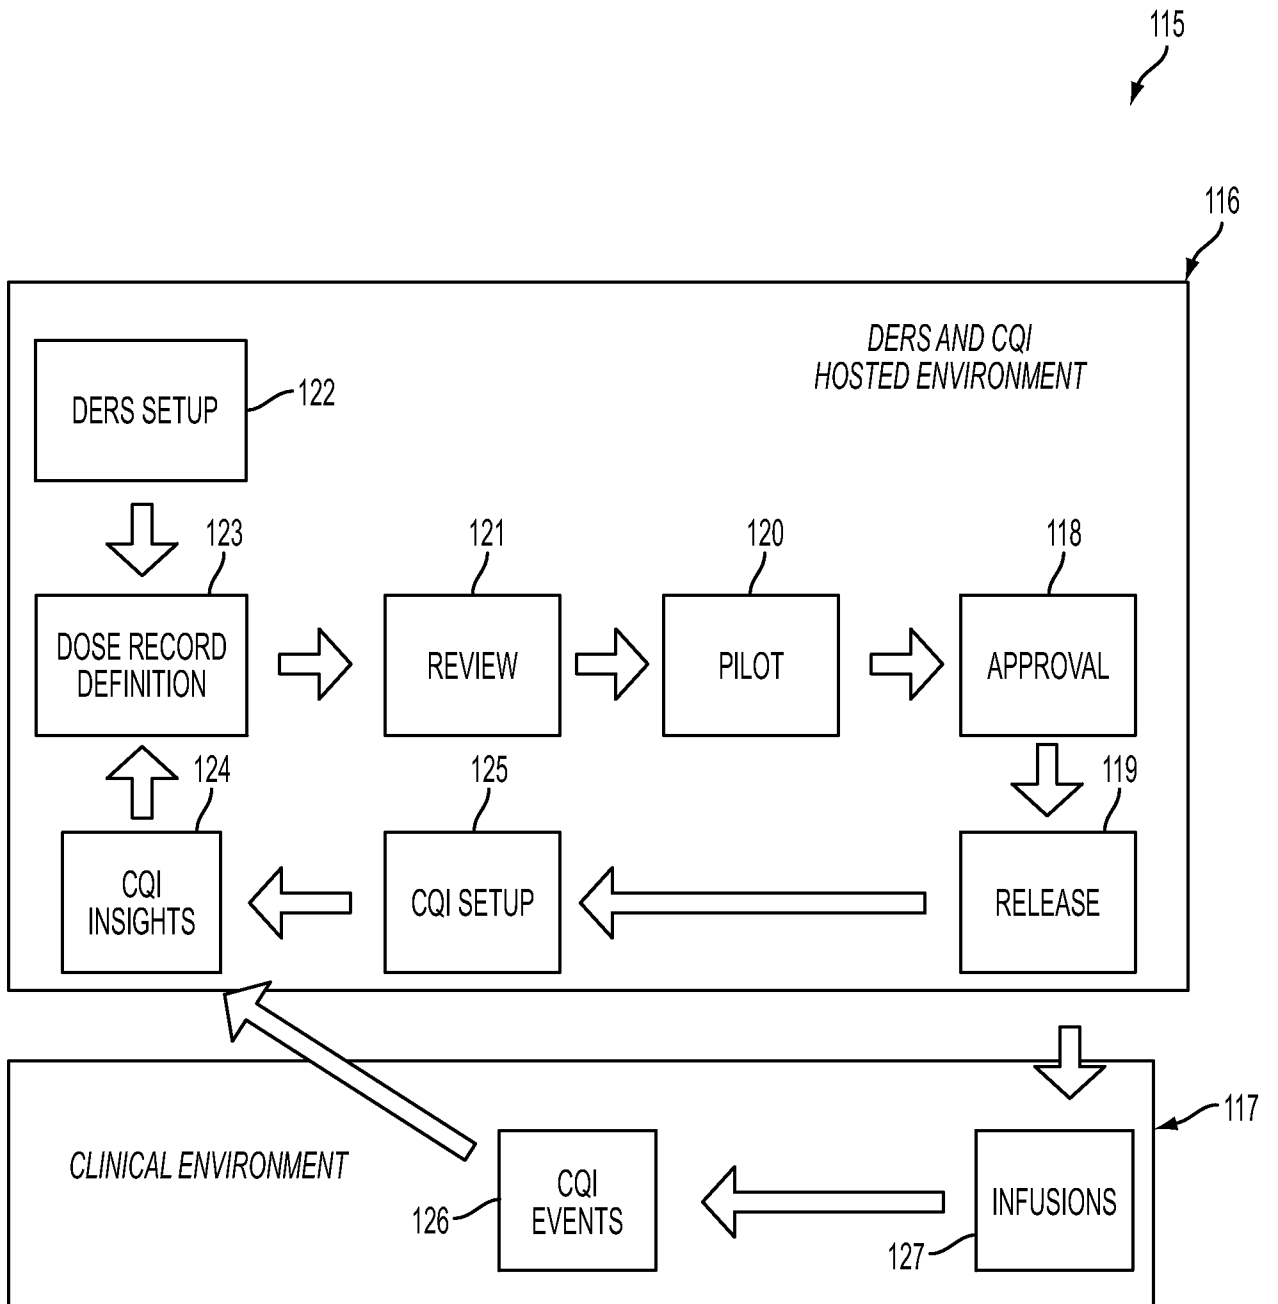 115
116
DERS AND CQI
HOSTED ENVIRONMENT
DERS SETUP
122
123
121
120
118
DOSE RECORD
DEFINITION
REVIEW
PILOT
APPROVAL
124
125
119
CQI
INSIGHTS
CQI SETUP
RELEASE
117
CLINICAL ENVIRONMENT
CQI
EVENTS
126
INFUSIONS
127